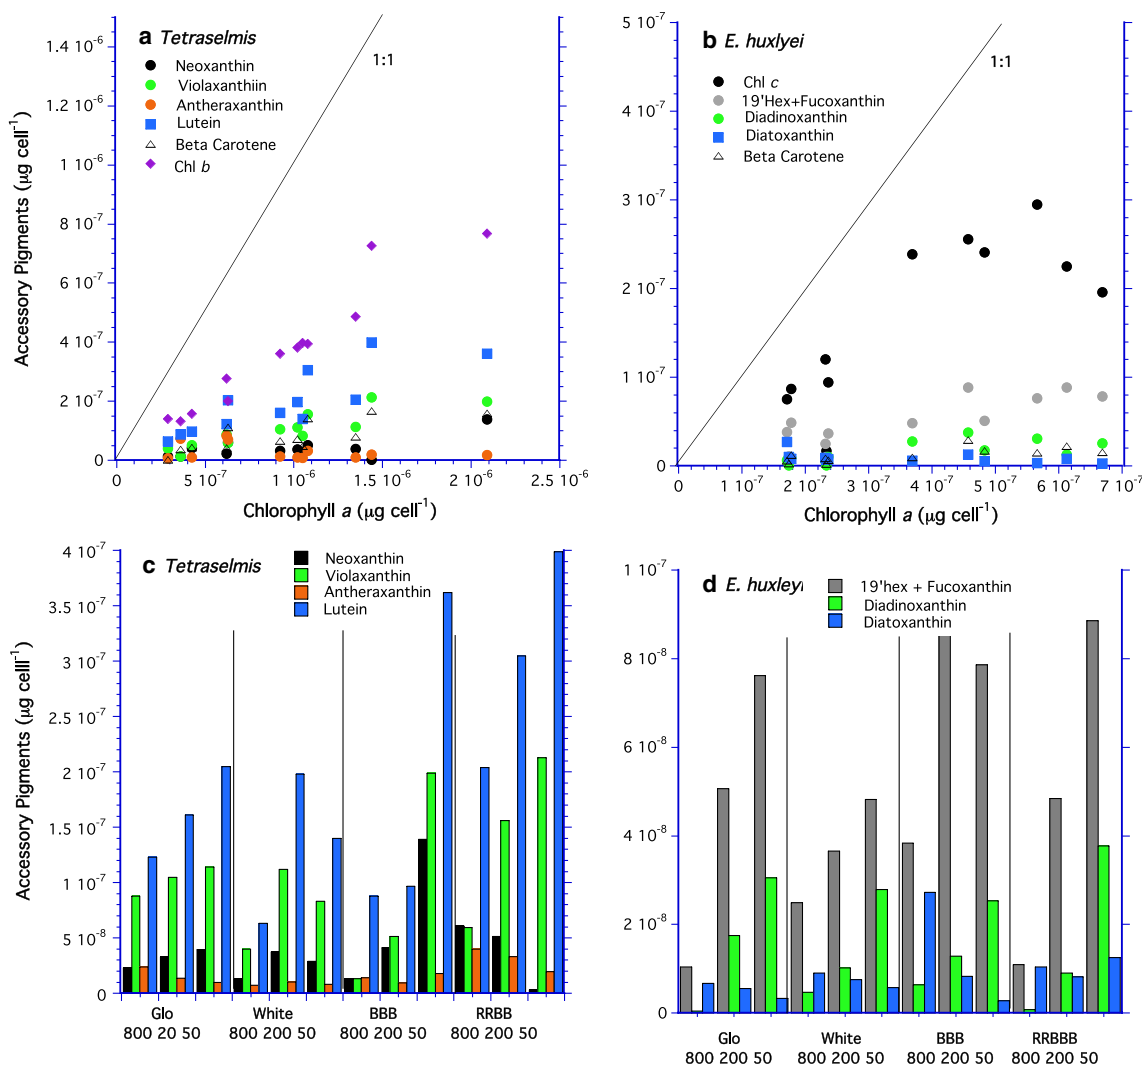 a Tetraselmis
Neoxanthin
Violaxanthiin
Antheraxanthin
Lutein
Beta Carotene
Chl b
1:1
Accessory Pigments (µg cell-1)
1.4 10-6
1.2 10-6
1 10-6
8 10-7
6 10-7
4 10-7
2 10-7
0
0 5 10-7 1 10-6 1.5 10-6 2 10-6 2.5 10-6
Chlorophyll a (µg cell-1)
b E. huxlyei
Chl c
19'Hex+Fucoxanthin
Diadinoxanthin
Diatoxanthin
Beta Carotene
1:1
5 10-7
4 10-7
3 10-7
2 10-7
1 10-7
0
0 1 10-7 2 10-7 3 10-7 4 10-7 5 10-7 6 10-7 7 10-7
Chlorophyll a (µg cell-1)
c Tetraselmis
Neoxanthin
Violaxanthin
Antheraxanthin
Lutein
Accessory Pigments (µg cellI-1)
4 10-7
3.5 10-7
3 10-7
2.5 10-7
2 10-7
1.5 10-7
1 10-7
5 10-8
0
Glo White BBB RRBB
800 20 50 800 200 50 800 200 50 800 200 50
d E. huxleyi
19'hex + Fucoxanthin
Diadinoxanthin
Diatoxanthin
1 10-7
8 10-8
6 10-8
4 10-8
2 10-8
0
Glo White BBB RRBBB
800 200 50 800 200 50 800 200 50 800 200 50